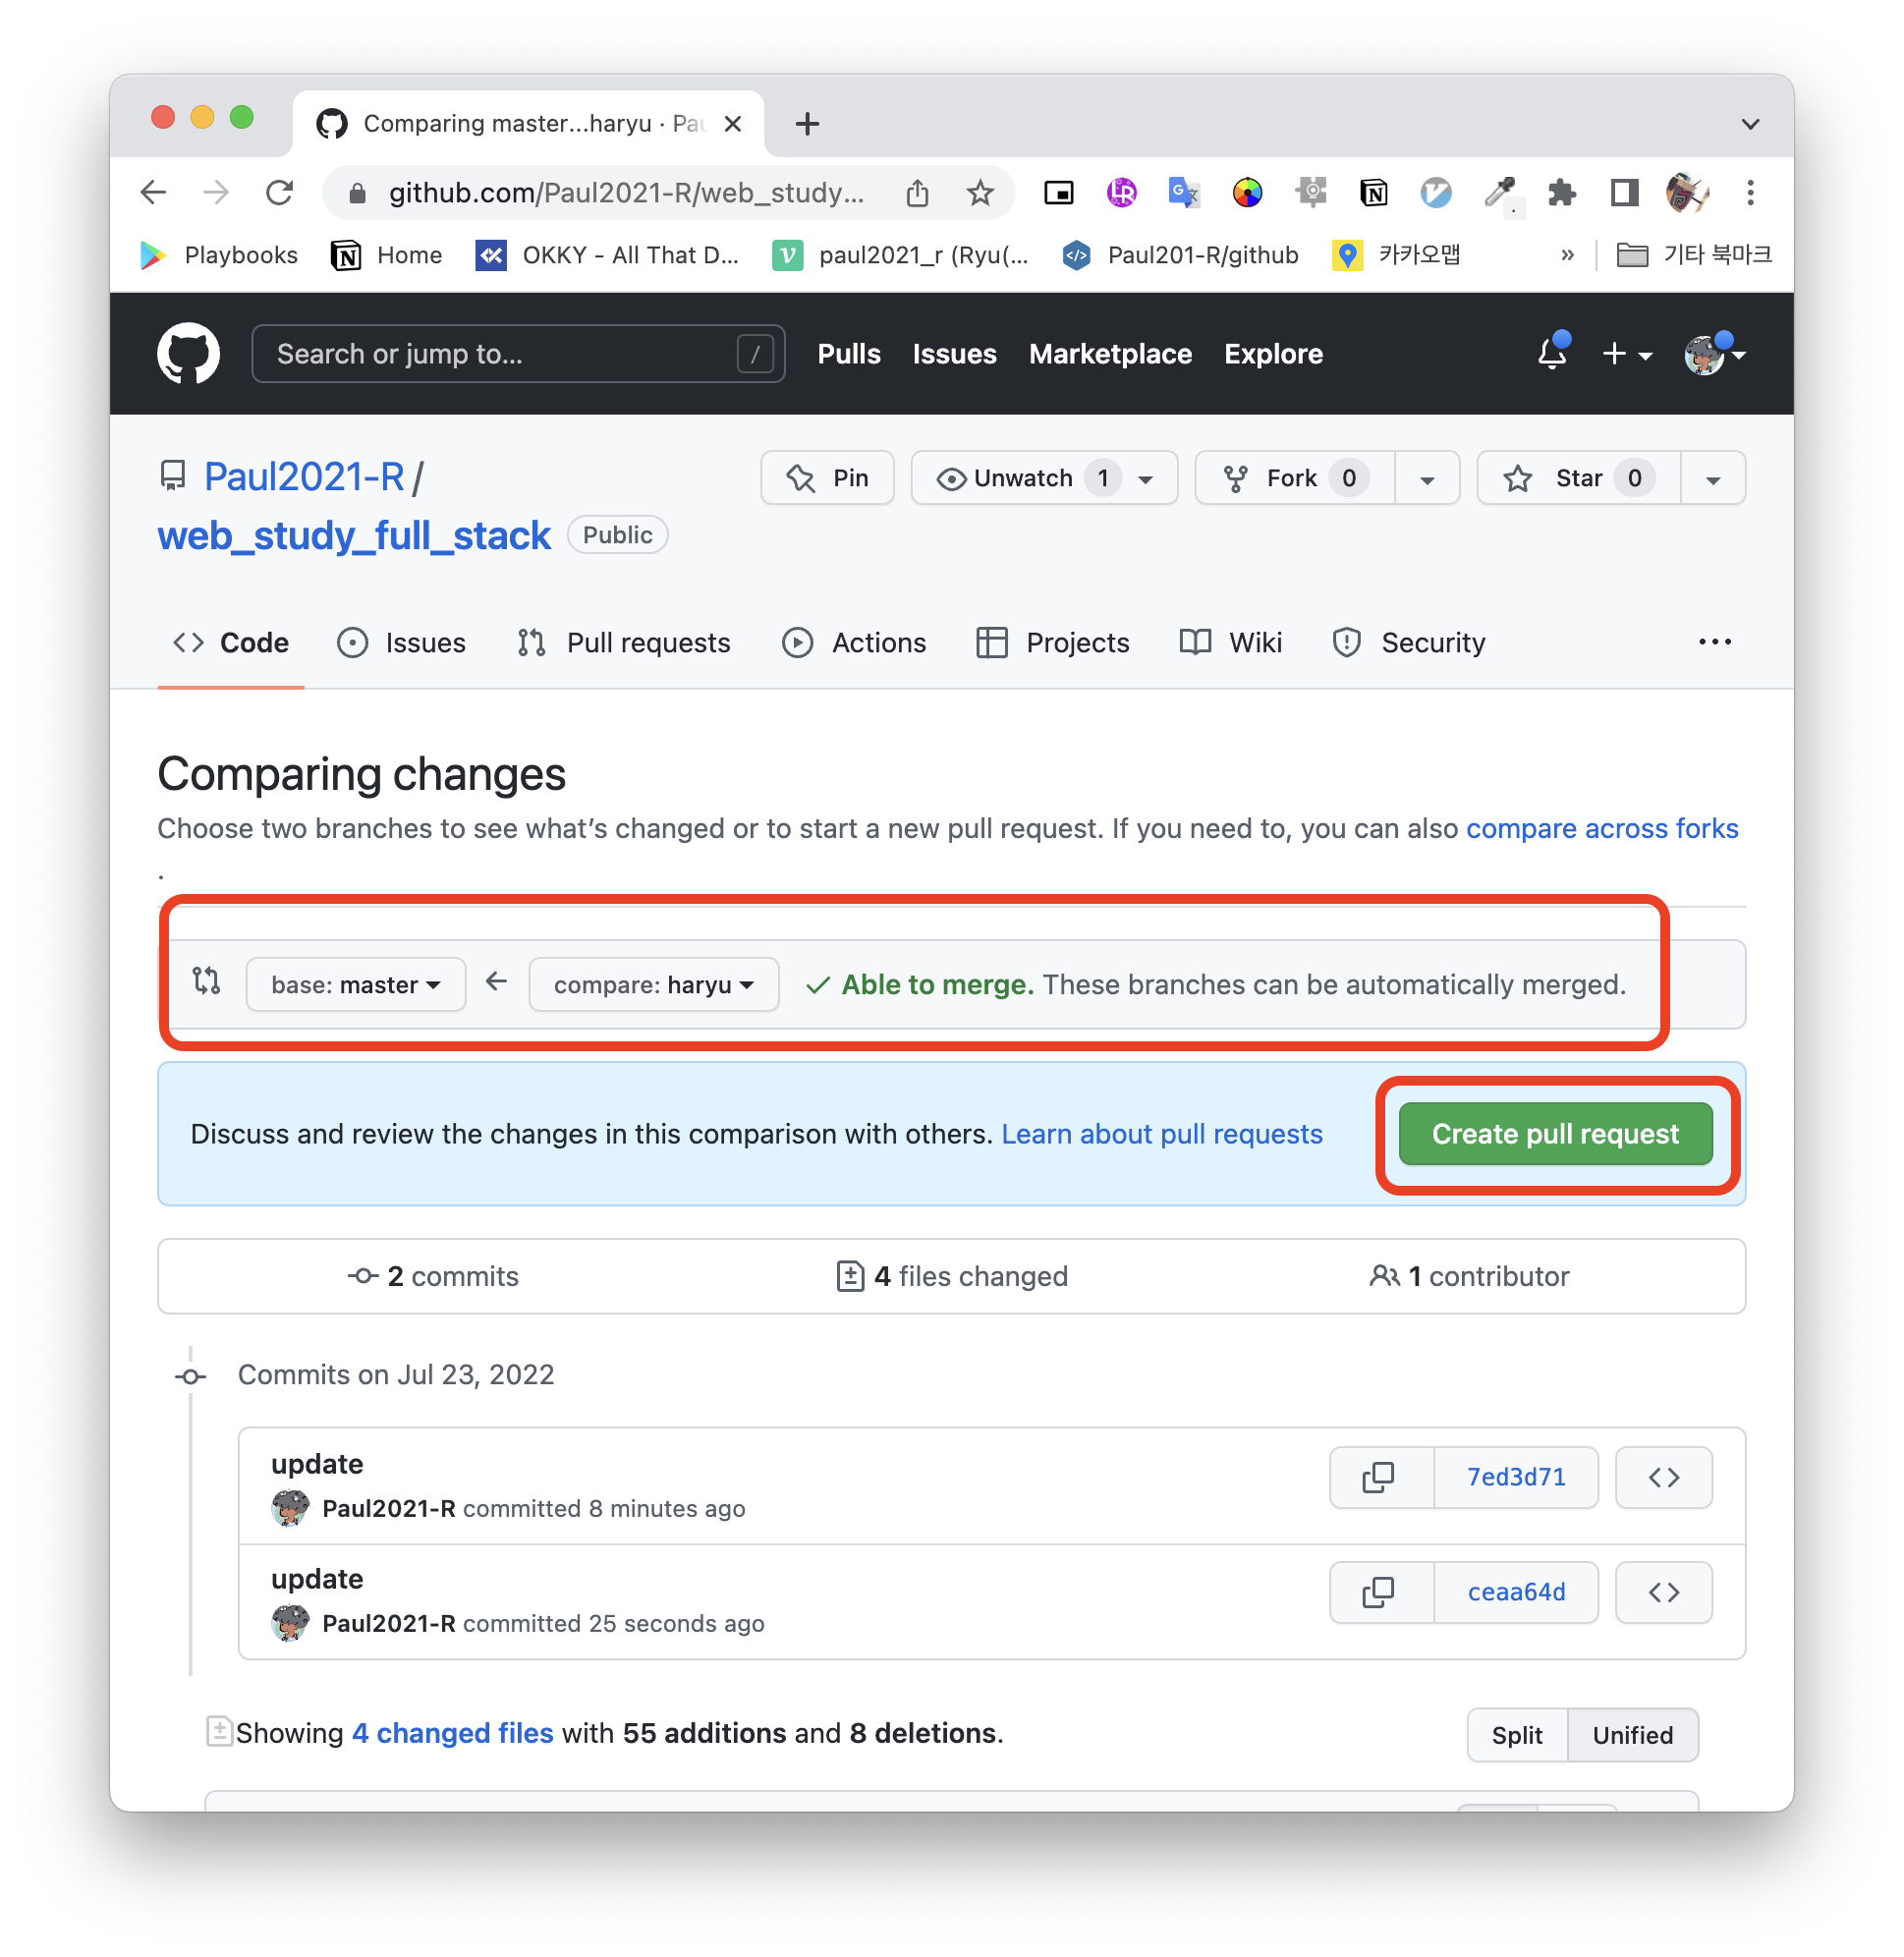 Comparing master...haryu · Pau
github.com/Paul2021-R/web_study...
Playbooks Home OKKY - All That D... paul2021_r (Ryu(... Paul201-R/github 카카오맵 » 기타 북마크
Search or jump to... / Pulls Issues Marketplace Explore
Paul2021-R /
web_study_full_stack Public
Pin Unwatch 1 Fork 0 Star 0
Code Issues Pull requests Actions Projects Wiki Security ...
Comparing changes
Choose two branches to see what’s changed or to start a new pull request. If you need to, you can also compare across forks
.
base: master ← compare: haryu ✓ Able to merge. These branches can be automatically merged.
Discuss and review the changes in this comparison with others. Learn about pull requests Create pull request
2 commits 4 files changed 1 contributor
Commits on Jul 23, 2022
update
Paul2021-R committed 8 minutes ago
7ed3d71
update
Paul2021-R committed 25 seconds ago
ceaa64d
Showing 4 changed files with 55 additions and 8 deletions. Split Unified